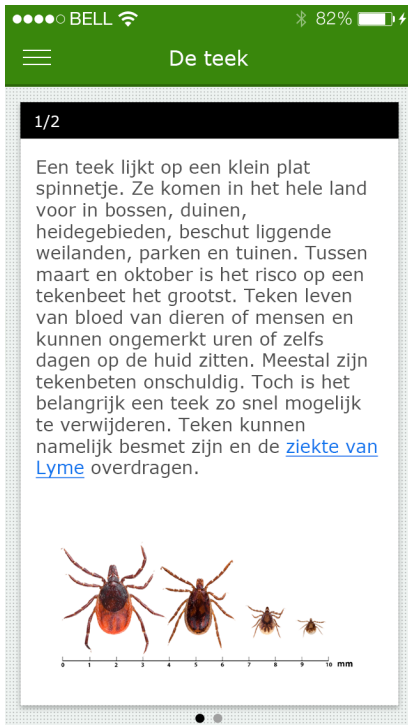 BELL 82%
De teek
1/2
Een teek lijkt op een klein plat
spinnetje. Ze komen in het hele land
voor in bossen, duinen,
heidegebieden, beschut liggende
weilanden, parken en tuinen. Tussen
maart en oktober is het risco op een
tekenbeet het grootst. Teken leven
van bloed van dieren of mensen en
kunnen ongemerkt uren of zelfs
dagen op de huid zitten. Meestal zijn
tekenbeten onschuldig. Toch is het
belangrijk een teek zo snel mogelijk
te verwijderen. Teken kunnen
namelijk besmet zijn en de ziekte van
Lyme overdragen.
0 1 2 3 4 5 6 7 8 9 10 mm